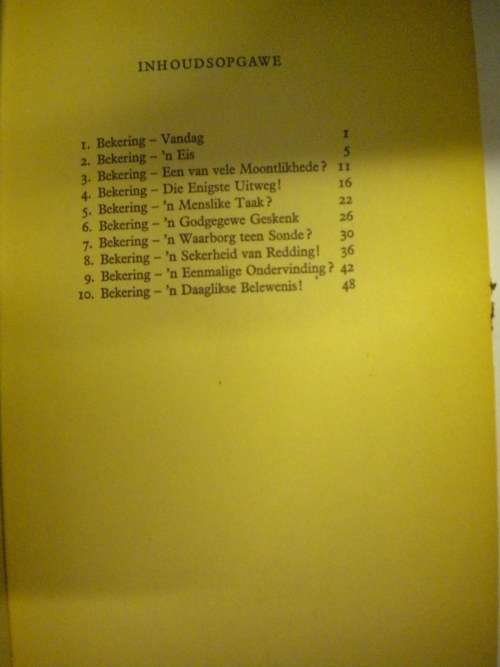 INHOUDSOPGAWE
1. Bekering – Vandag 1
2. Bekering – 'n Eis 5
3. Bekering – Een van vele Moontlikhede? 11
4. Bekering – Die Enigste Uitweg! 16
5. Bekering – 'n Menslike Taak? 22
6. Bekering – 'n Godgegewe Geskenk 26
7. Bekering – 'n Waarborg teen Sonde? 30
8. Bekering – 'n Sekerheid van Redding! 36
9. Bekering – 'n Eenmalige Ondervinding? 42
10. Bekering – 'n Daaglikse Belewenis! 48